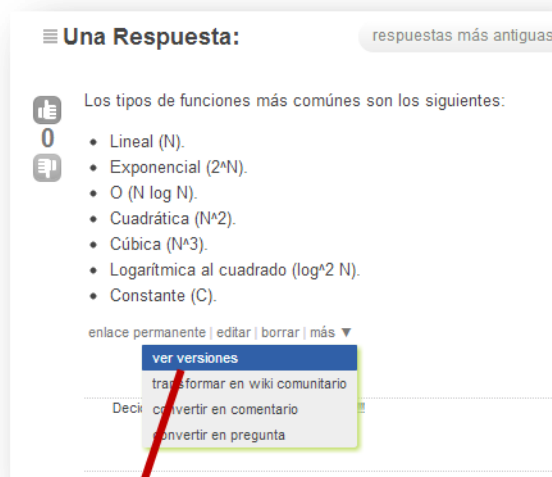 Una Respuesta:
respuestas más antiguas
Los tipos de funciones más comúnes son los siguientes:
0
• Lineal (N).
• Exponencial (2^N).
• O (N log N).
• Cuadrática (N^2).
• Cúbica (N^3).
• Logarítmica al cuadrado (log^2 N).
• Constante (C).
enlace permanente | editar | borrar | más ▼
ver versiones
transformar en wiki comunitario
Deci
convertir en comentario
convertir en pregunta